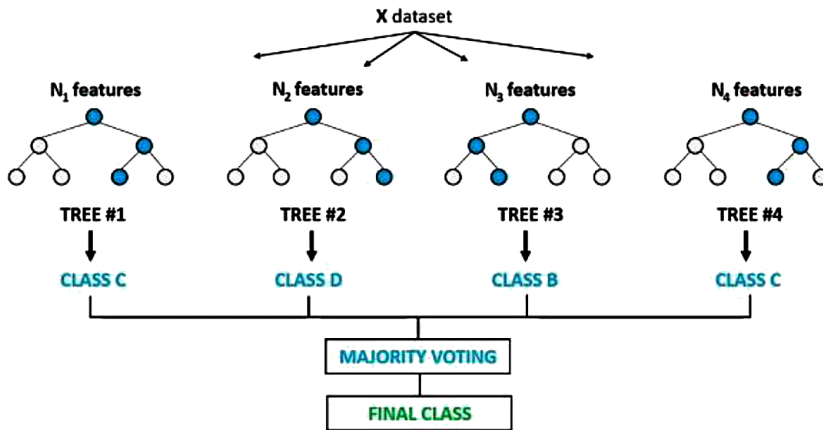 X dataset
N₁ features N₂ features N₃ features N₄ features
TREE #1 TREE #2 TREE #3 TREE #4
CLASS C CLASS D CLASS B CLASS C
MAJORITY VOTING
FINAL CLASS